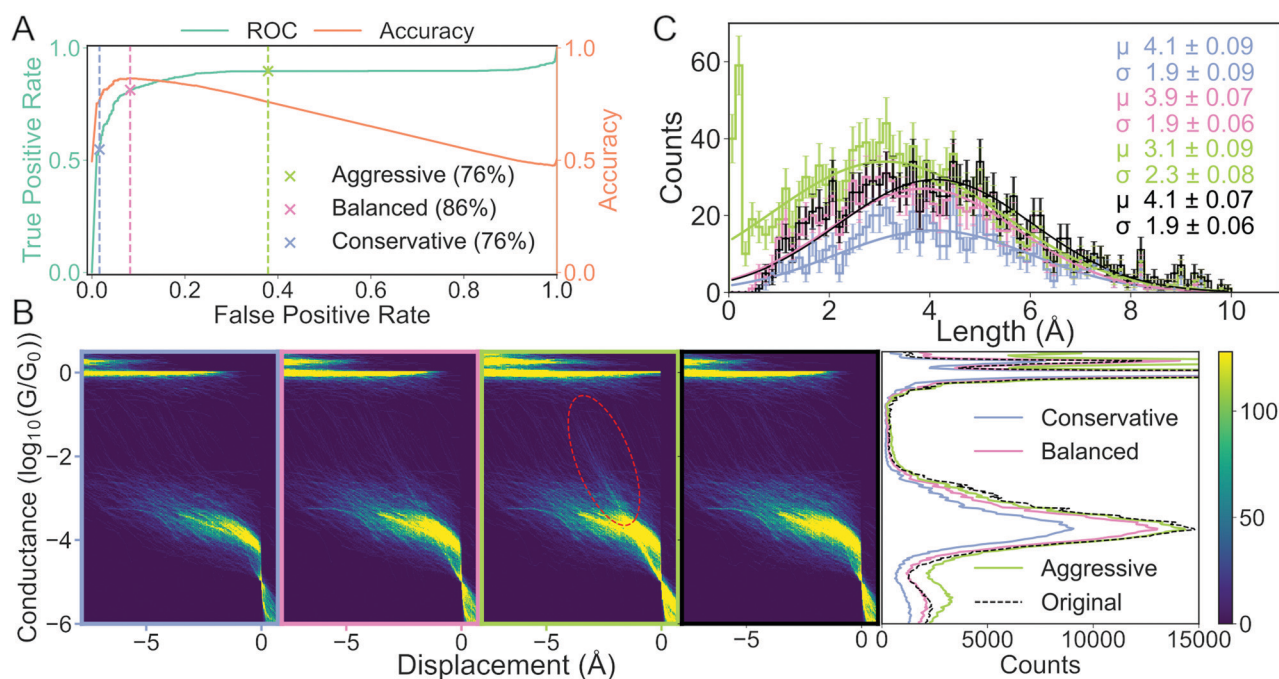 A
ROC
Accuracy
True Positive Rate
1.0
0.5
0.0
Aggressive (76%)
Balanced (86%)
Conservative (76%)
0.0 0.2 0.4 0.6 0.8 1.0
False Positive Rate
1.0
0.5
0.0
Accuracy
C
Counts
60
40
20
0
μ 4.1 ± 0.09
σ 1.9 ± 0.09
μ 3.9 ± 0.07
σ 1.9 ± 0.06
μ 3.1 ± 0.09
σ 2.3 ± 0.08
μ 4.1 ± 0.07
σ 1.9 ± 0.06
0 2 4 6 8 10
Length (Å)
B
Conductance (log10(G/G0))
0
−2
−4
−6
−5 0 −5 0 −5 0 −5 0
Displacement (Å)
Conservative
Balanced
Aggressive
Original
5000 10000 15000
Counts
100
50
0